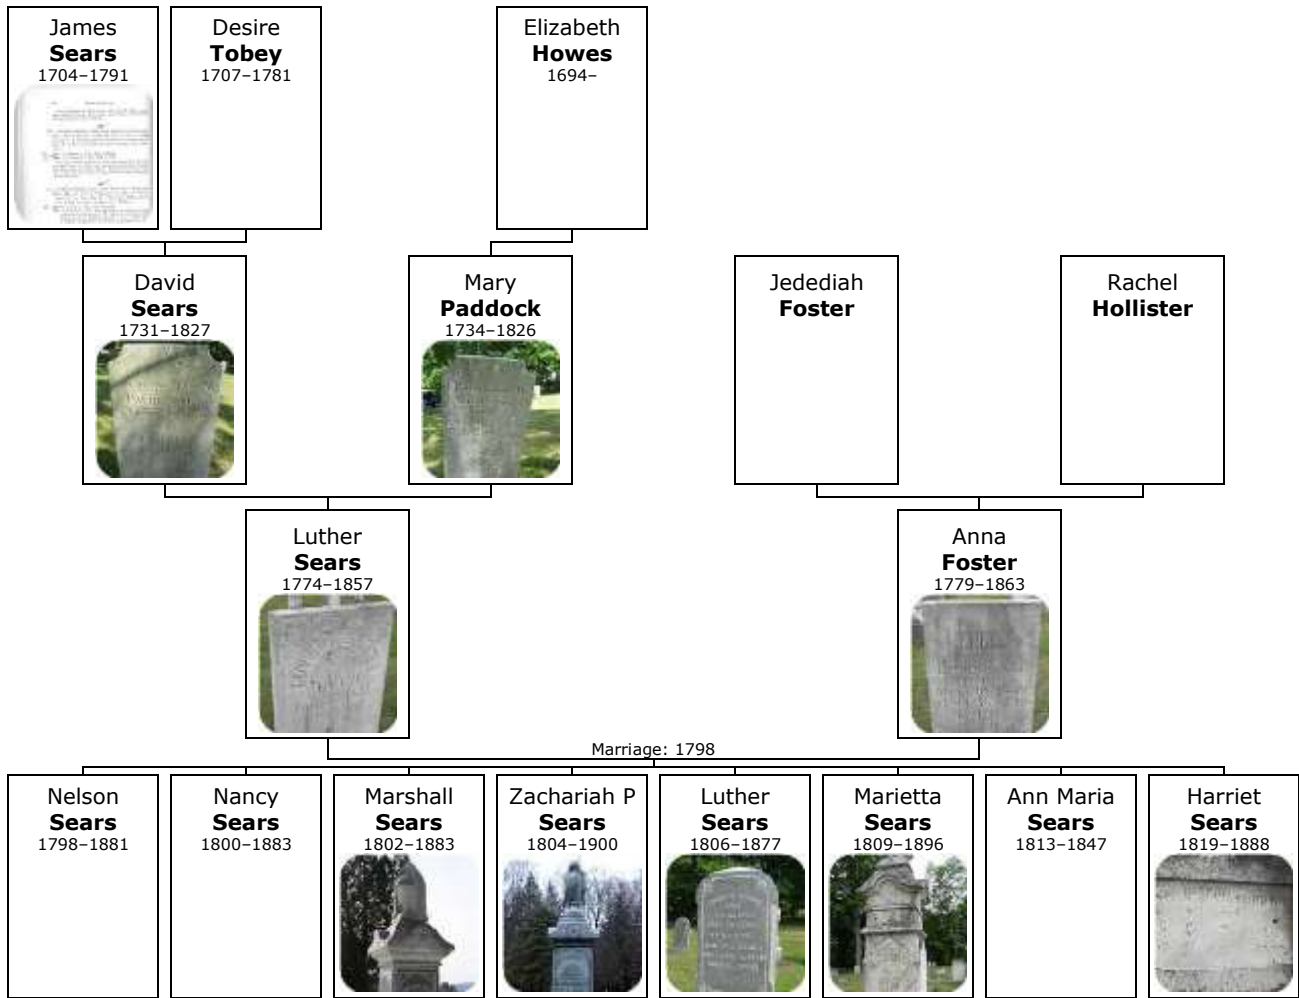 James
Sears
1704–1791
Desire
Tobey
1707–1781
Elizabeth
Howes
1694–
David
Sears
1731–1827
Mary
Paddock
1734–1826
Jedediah
Foster
Rachel
Hollister
Luther
Sears
1774–1857
Anna
Foster
1779–1863
Marriage: 1798
Nelson
Sears
1798–1881
Nancy
Sears
1800–1883
Marshall
Sears
1802–1883
Zachariah P
Sears
1804–1900
Luther
Sears
1806–1877
Marietta
Sears
1809–1896
Ann Maria
Sears
1813–1847
Harriet
Sears
1819–1888